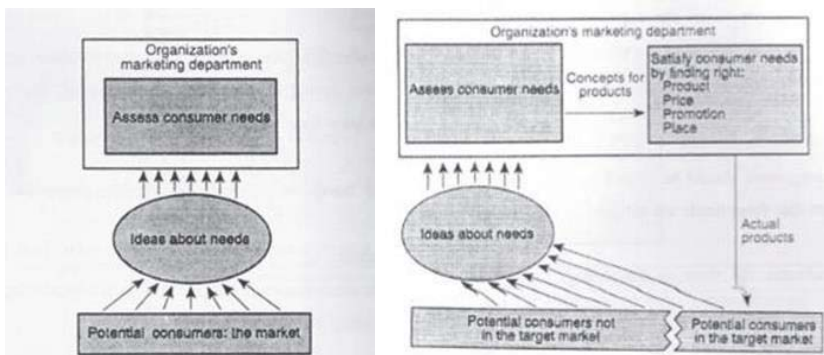 Organization's
marketing department
Assess consumer needs
Ideas about needs
Potential consumers: the market
Organization's marketing department
Assess consumer needs
Concepts for
products
Satisfy consumer needs
by finding right:
Product
Price
Promotion
Place
Ideas about needs
Actual
products
Potential consumers not
in the target market
Potential consumers
in the target market